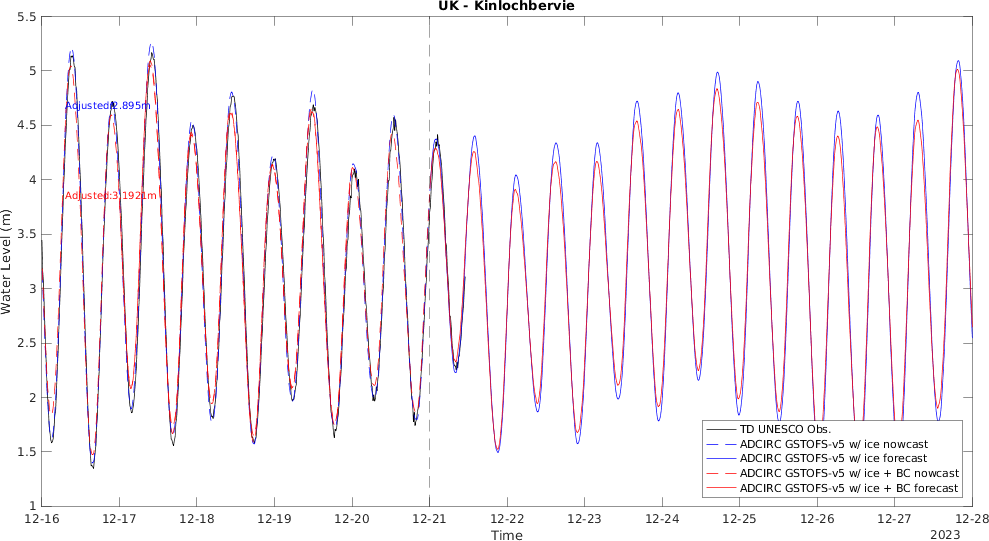 UK - Kinlochbervie
5.5
5
4.5
4
3.5
3
2.5
2
1.5
1
Water Level (m)
Adjusted:2.895m
Adjusted:3.1921m
TD UNESCO Obs.
ADCIRC GSTOFS-v5 w/ ice nowcast
ADCIRC GSTOFS-v5 w/ ice forecast
ADCIRC GSTOFS-v5 w/ ice + BC nowcast
ADCIRC GSTOFS-v5 w/ ice + BC forecast
12-16 12-17 12-18 12-19 12-20 12-21 12-22 12-23 12-24 12-25 12-26 12-27 12-28
Time
2023